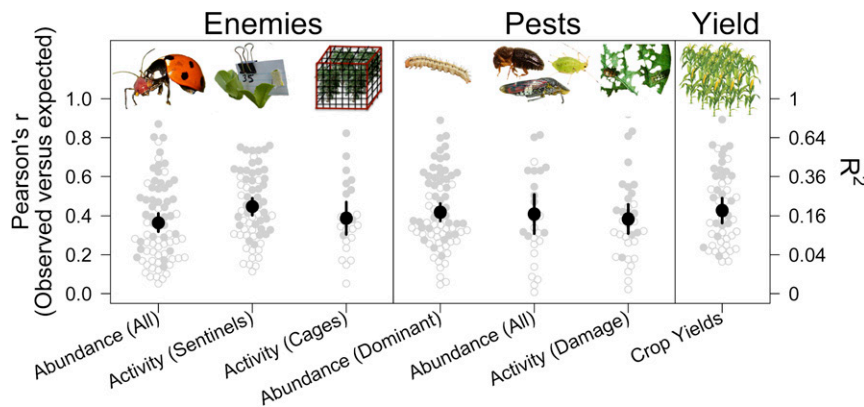 Enemies Pests Yield
Pearson's r
(Observed versus expected)
1.0
0.8
0.6
0.4
0.2
0.0
1
0.64
0.36
0.16
0.04
0
R²
Abundance (All)
Activity (Sentinels)
Activity (Cages)
Abundance (Dominant)
Abundance (All)
Activity (Damage)
Crop Yields